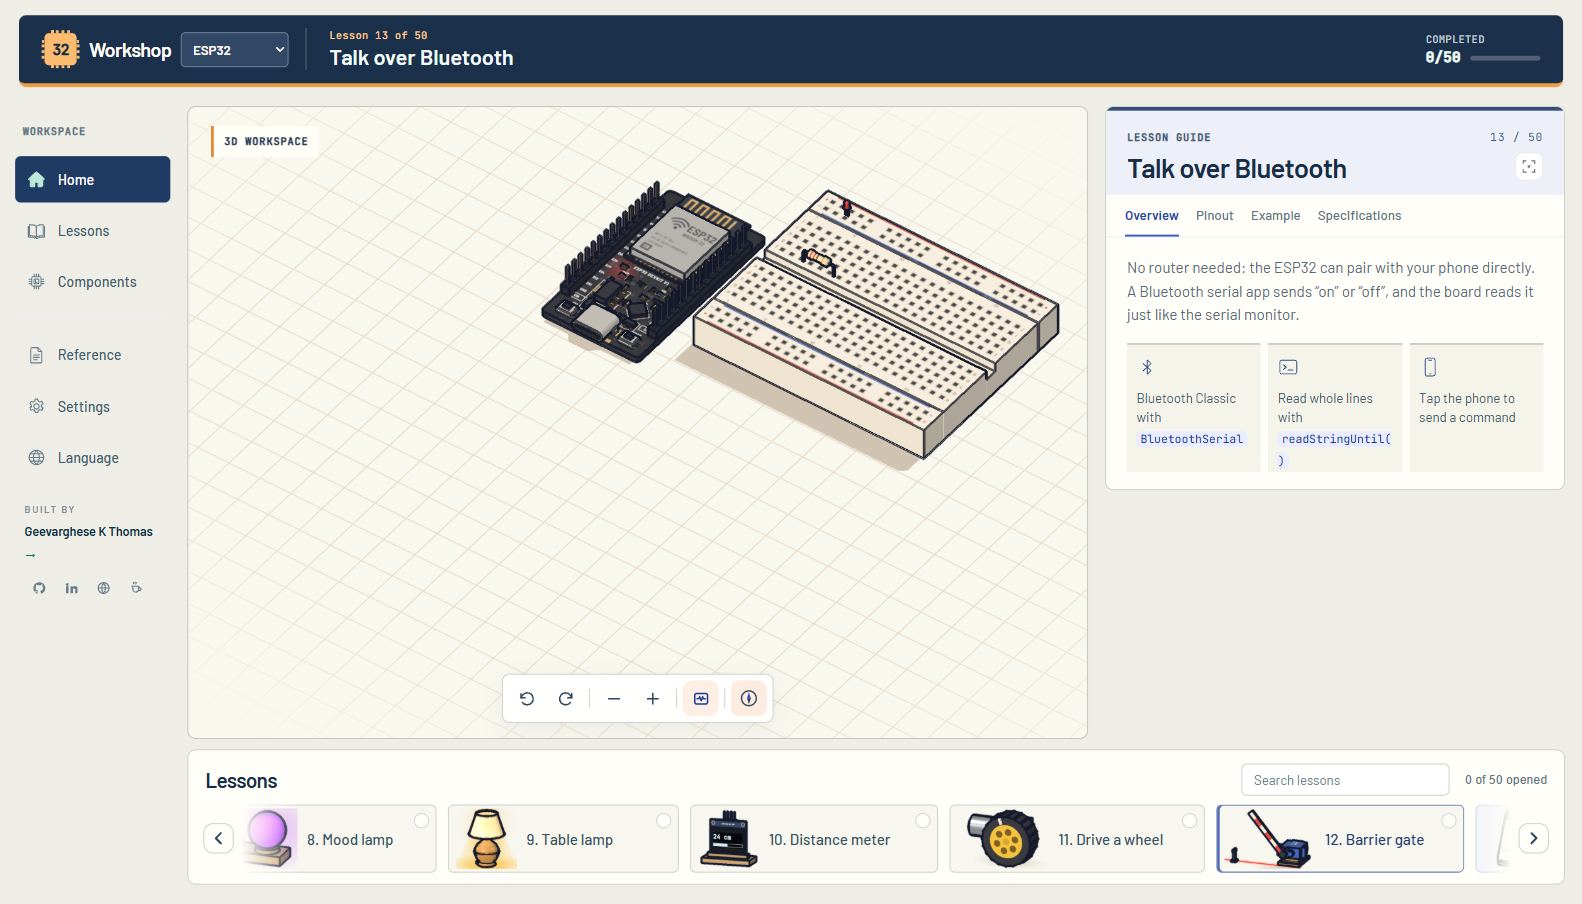 32
Workshop
ESP32
Lesson 13 of 50
Talk over Bluetooth
COMPLETED
0/50
WORKSPACE
Home
Lessons
Components
Reference
Settings
Language
BUILT BY
Geevarghese K Thomas
→
3D WORKSPACE
ESP32
LESSON GUIDE
13 / 50
Talk over Bluetooth
Overview
Pinout
Example
Specifications
No router needed: the ESP32 can pair with your phone directly.
A Bluetooth serial app sends “on” or “off”, and the board reads it
just like the serial monitor.
Bluetooth Classic
with
BluetoothSerial
Read whole lines
with
readStringUntil(
)
Tap the phone to
send a command
Lessons
Search lessons
0 of 50 opened
8. Mood lamp
9. Table lamp
24 cm
10. Distance meter
11. Drive a wheel
12. Barrier gate